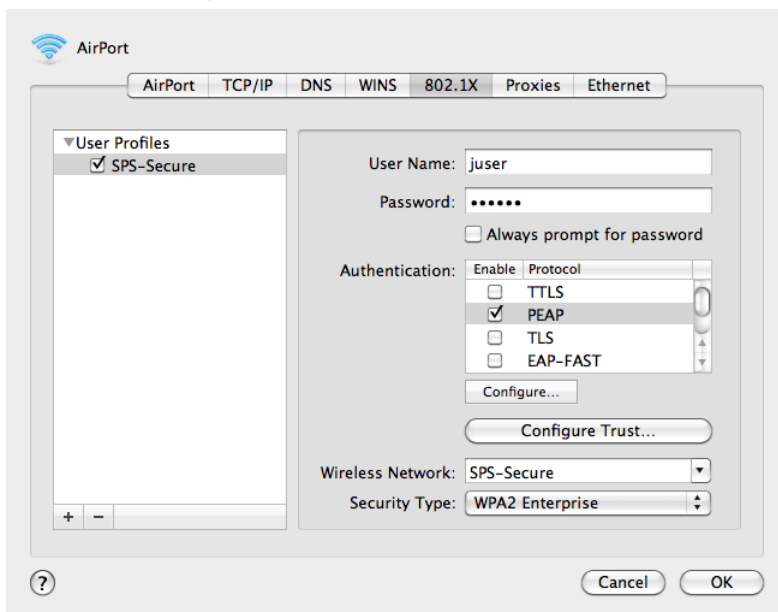 AirPort
AirPort TCP/IP DNS WINS 802.1X Proxies Ethernet
User Profiles
SPS-Secure
User Name: juser
Password: ••••••
Always prompt for password
Authentication: Enable Protocol
TTLS
PEAP
TLS
EAP-FAST
Configure...
Configure Trust...
Wireless Network: SPS-Secure
Security Type: WPA2 Enterprise
+ −
? Cancel OK